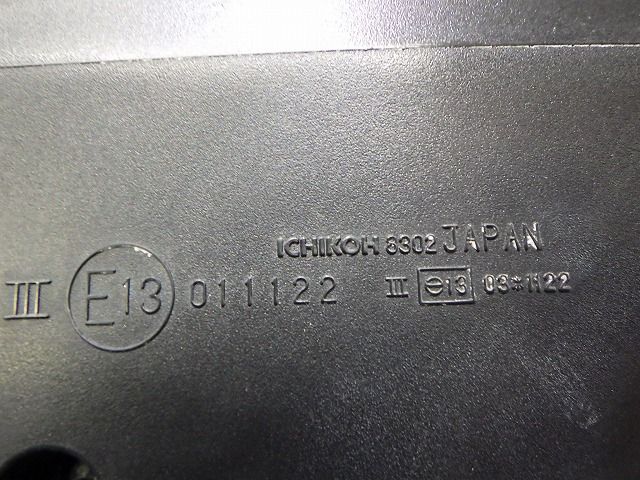 ICHIKOH 8302 JAPAN
III E13 011122
III e13 03*1122